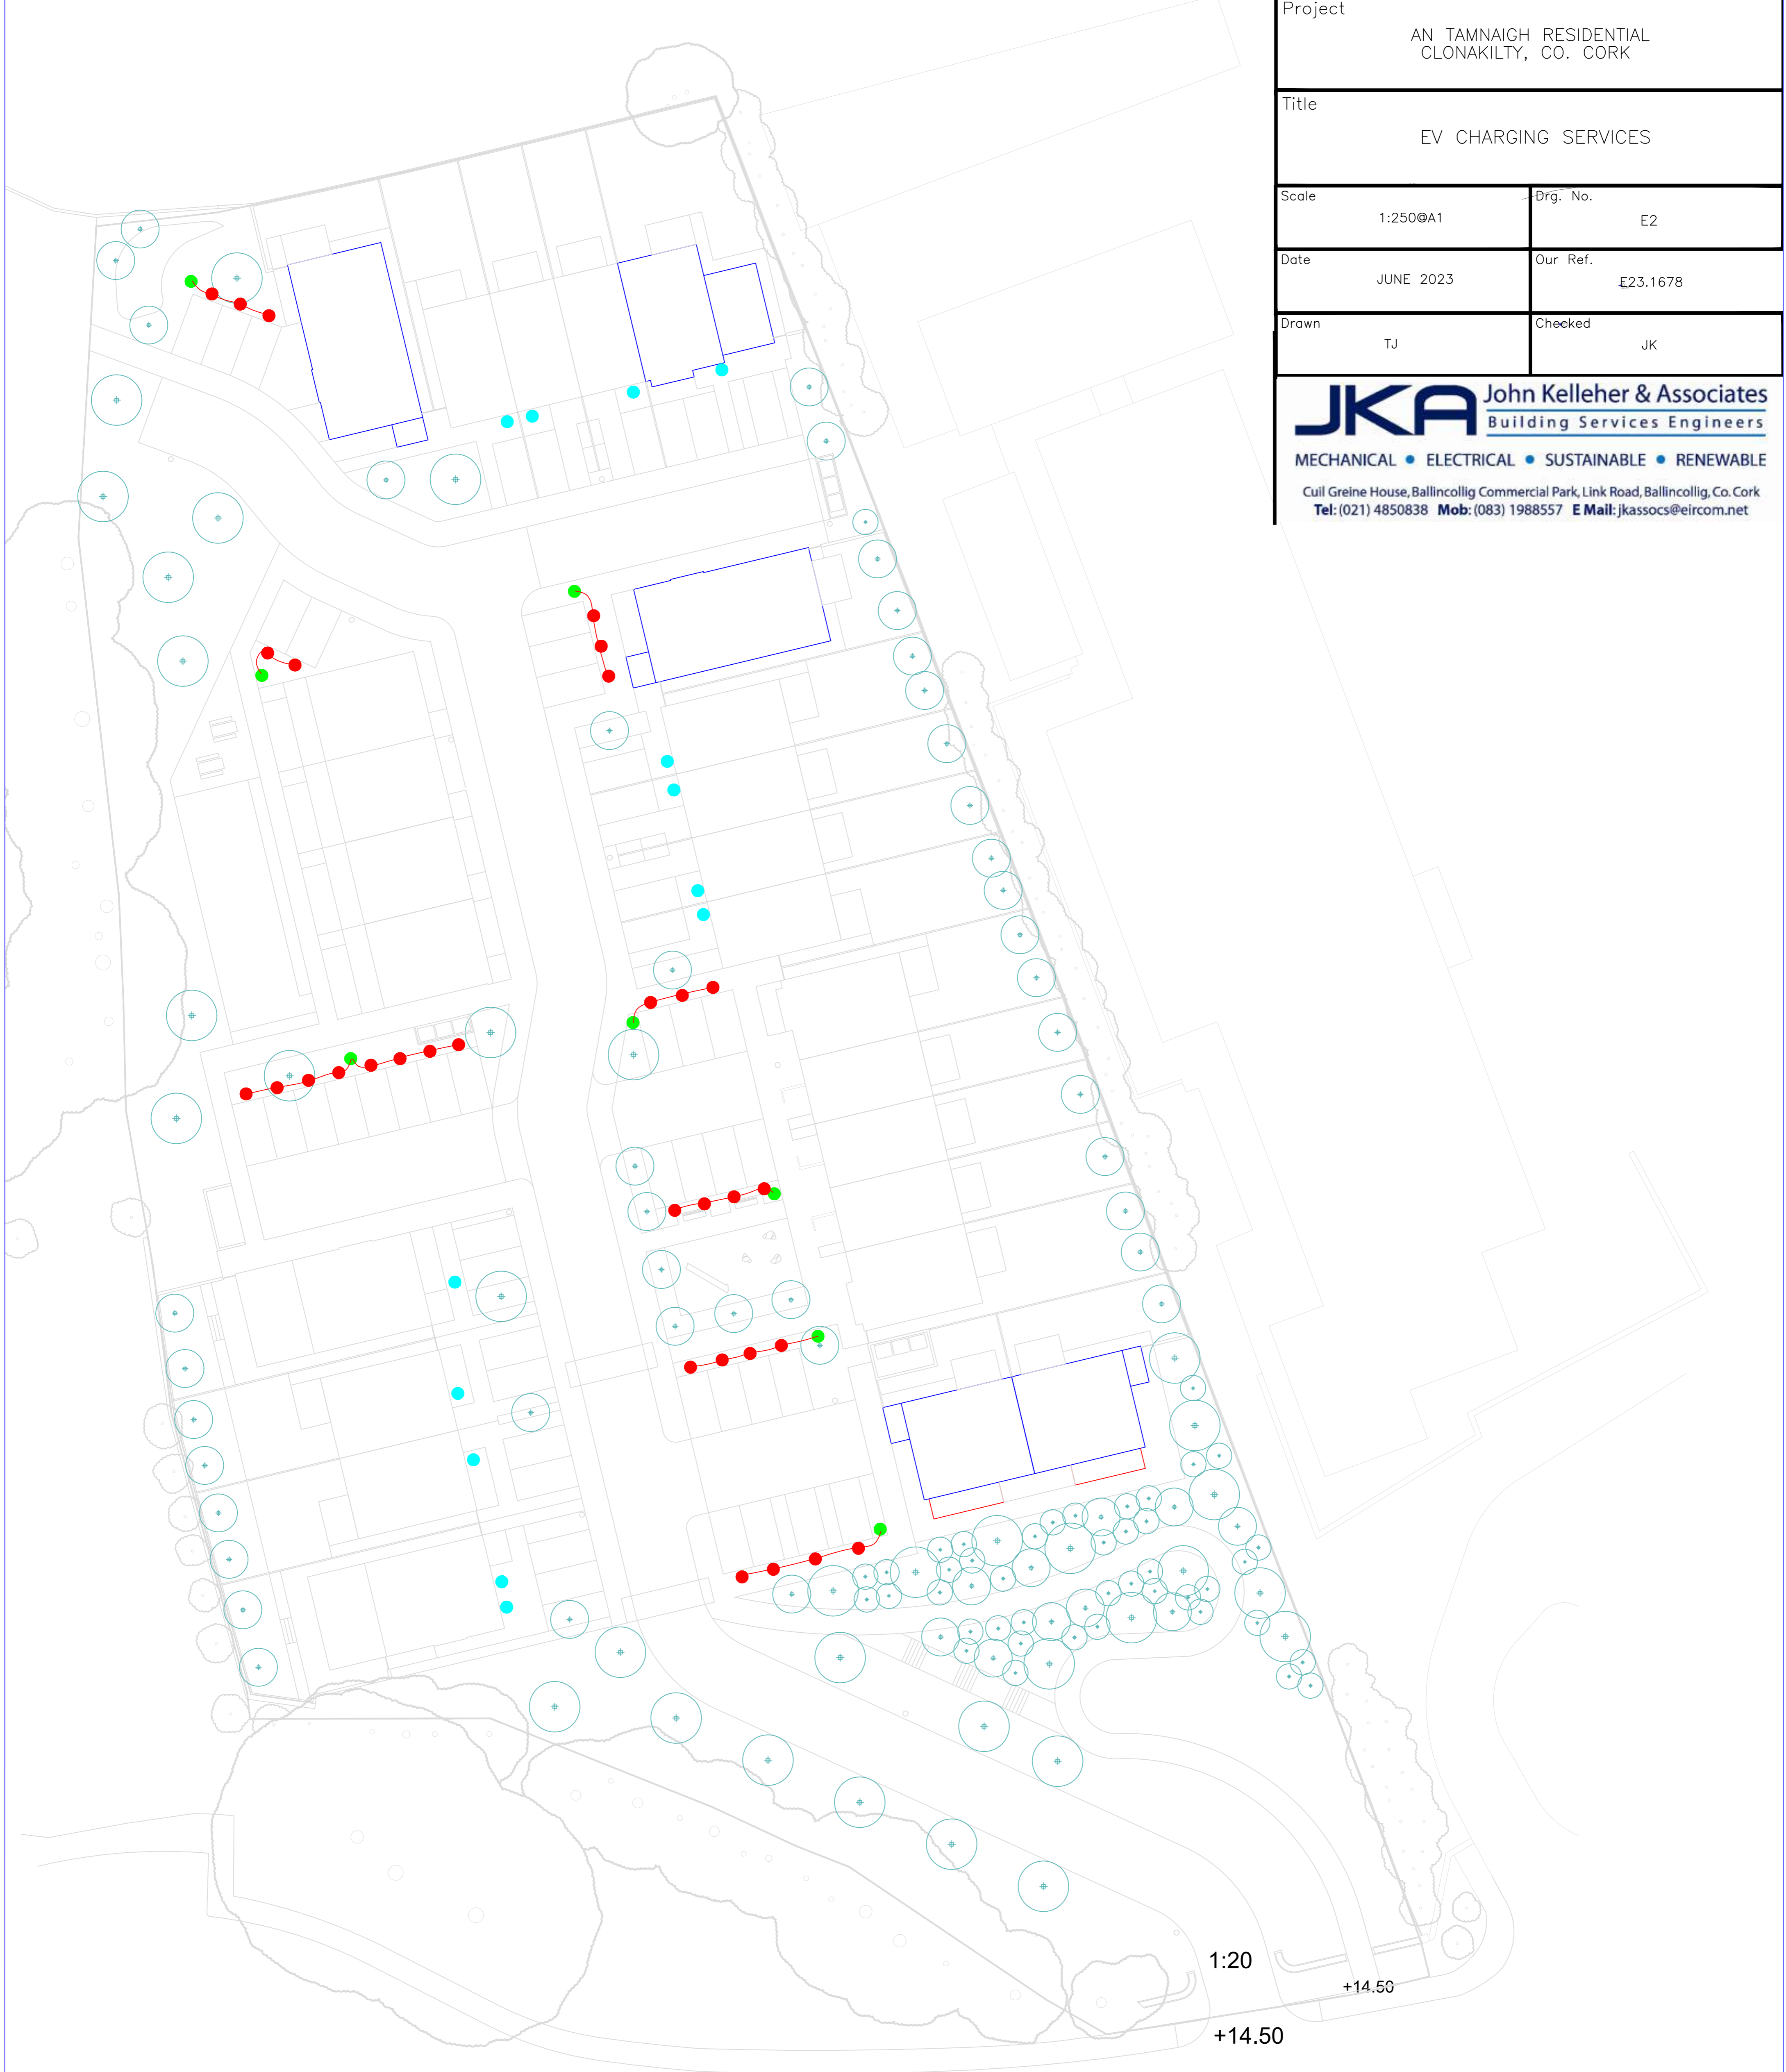 Project
AN TAMNAIGH RESIDENTIAL
CLONAKILTY, CO. CORK
Title
EV CHARGING SERVICES
Scale
1:250@A1
Drg. No.
E2
Date
JUNE 2023
Our Ref.
E23.1678
Drawn
TJ
Checked
JK
JKA John Kelleher & Associates
Building Services Engineers
MECHANICAL • ELECTRICAL • SUSTAINABLE • RENEWABLE
Cuil Greine House, Ballincollig Commercial Park, Link Road, Ballincollig, Co. Cork
Tel: (021) 4850838 Mob: (083) 1988557 E Mail: jkassocs@eircom.net
1:20
+14.50
+14.50